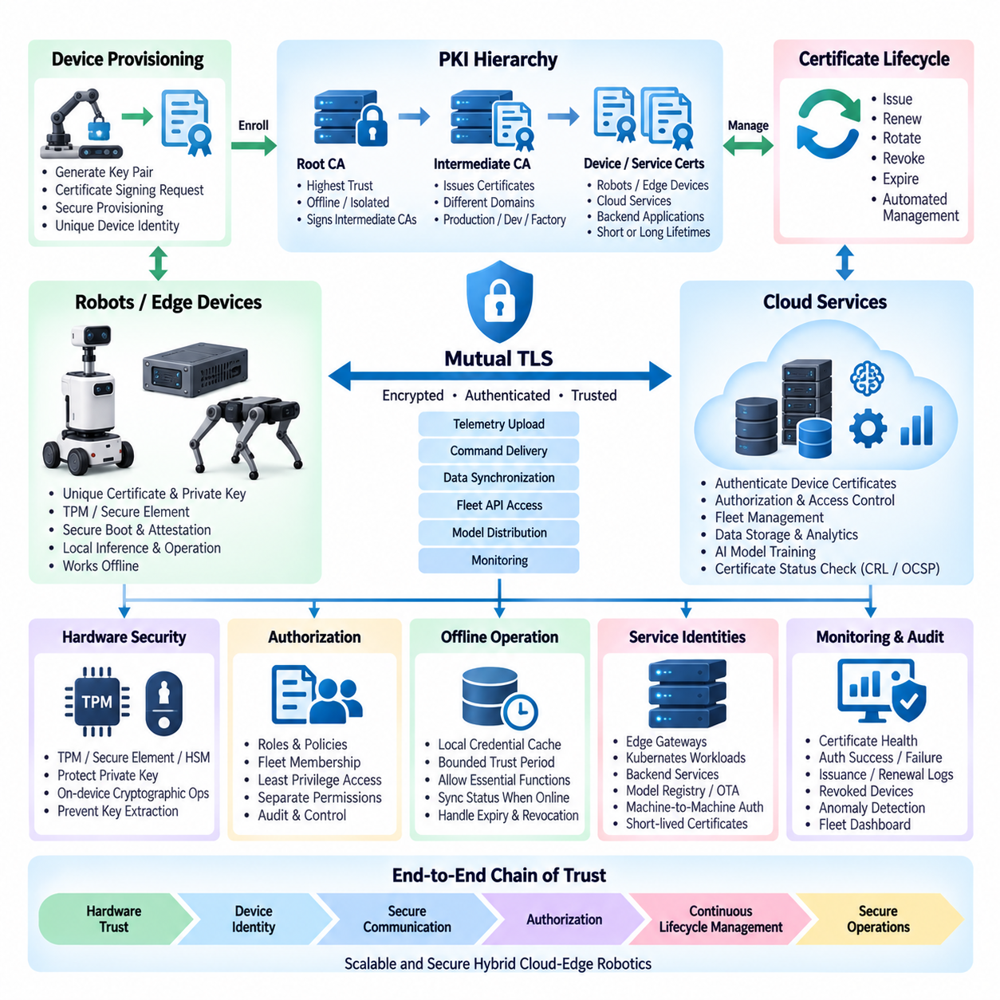 Device Provisioning
Generate Key Pair
Certificate Signing Request
Secure Provisioning
Unique Device Identity
Enroll
PKI Hierarchy
Root CA
Highest Trust
Offline / Isolated
Signs Intermediate CAs
Intermediate CA
Issues Certificates
Different Domains
Production / Dev / Factory
Device / Service Certs
Robots / Edge Devices
Cloud Services
Backend Applications
Short or Long Lifetimes
Manage
Certificate Lifecycle
Issue
Renew
Rotate
Revoke
Expire
Automated
Management
Robots / Edge Devices
Unique Certificate & Private Key
TPM / Secure Element
Secure Boot & Attestation
Local Inference & Operation
Works Offline
Mutual TLS
Encrypted • Authenticated • Trusted
Telemetry Upload
Command Delivery
Data Synchronization
Fleet API Access
Model Distribution
Monitoring
Cloud Services
Authenticate Device Certificates
Authorization & Access Control
Fleet Management
Data Storage & Analytics
AI Model Training
Certificate Status Check (CRL / OCSP)
Hardware Security
TPM
TPM / Secure Element / HSM
Protect Private Key
On-device Cryptographic Ops
Prevent Key Extraction
Authorization
Roles & Policies
Fleet Membership
Least Privilege Access
Separate Permissions
Audit & Control
Offline Operation
Local Credential Cache
Bounded Trust Period
Allow Essential Functions
Sync Status When Online
Handle Expiry & Revocation
Service Identities
Edge Gateways
Kubernates Workloads
Backend Services
Model Registry / OTA
Machine-to-Machine Auth
Short-lived Certificates
Monitoring & Audit
Certificate Health
Auth Success / Failure
Issuance / Renewal Logs
Revoked Devices
Anomaly Detection
Fleet Dashboard
End-to-End Chain of Trust
Hardware
Trust
Device
Identity
Secure
Communication
Authorization
Continuous
Lifecycle Management
Secure
Operations
Scalable and Secure Hybrid Cloud-Edge Robotics